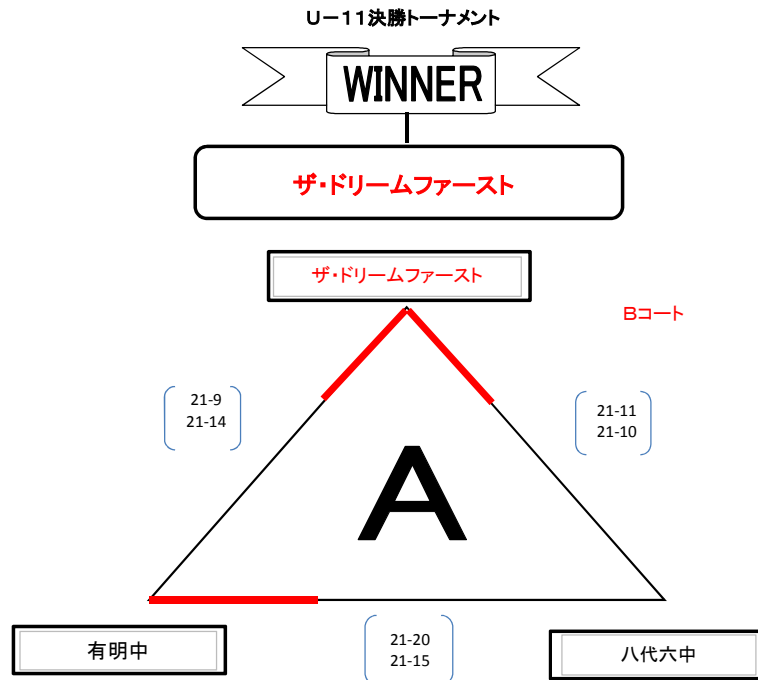 U－11決勝トーナメント
WINNER
ザ・ドリームファースト
ザ・ドリームファースト
Bコート
21-9
21-14
21-11
21-10
A
有明中
21-20
21-15
八代六中